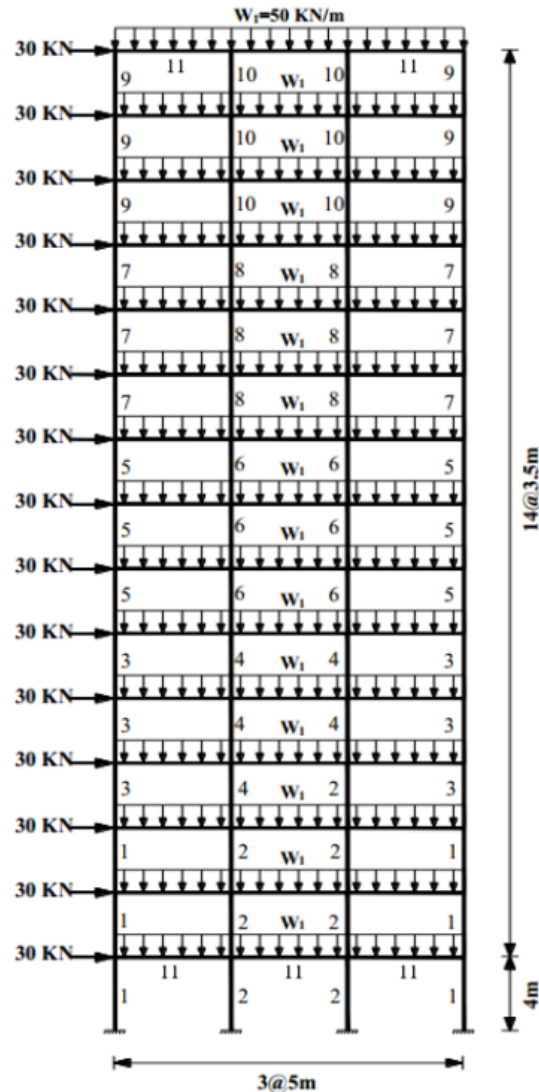 W₁=50 KN/m
30 KN
11 11
9 10 W₁ 10 9
30 KN
9 10 W₁ 10 9
30 KN
9 10 W₁ 10 9
30 KN
7 8 W₁ 8 7
30 KN
7 8 W₁ 8 7
30 KN
7 8 W₁ 8 7
30 KN
5 6 W₁ 6 5
30 KN
5 6 W₁ 6 5
30 KN
5 6 W₁ 6 5
30 KN
3 4 W₁ 4 3
30 KN
3 4 W₁ 4 3
30 KN
3 4 W₁ 2 3
30 KN
1 2 W₁ 2 1
30 KN
1 2 W₁ 2 1
30 KN
11 11 11
1 2 2 1
14@3.5m
4m
3@5m